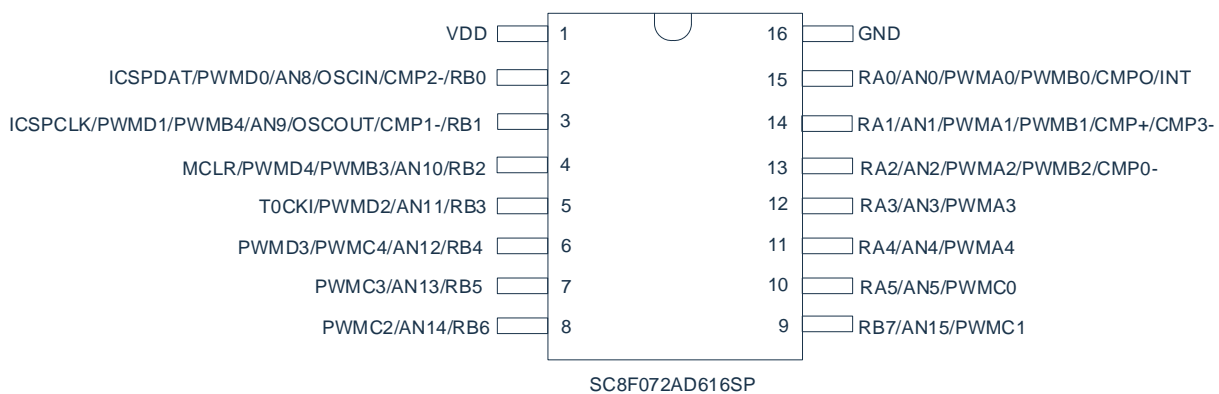 VDD 1 16 GND
ICSPDAT/PWMD0/AN8/OSCIN/CMP2-/RB0 2 15 RA0/AN0/PWMA0/PWMB0/CMPO/INT
ICSPCLK/PWMD1/PWMB4/AN9/OSCOUT/CMP1-/RB1 3 14 RA1/AN1/PWMA1/PWMB1/CMP+/CMP3-
MCLR/PWMD4/PWMB3/AN10/RB2 4 13 RA2/AN2/PWMA2/PWMB2/CMP0-
T0CKI/PWMD2/AN11/RB3 5 12 RA3/AN3/PWMA3
PWMD3/PWMC4/AN12/RB4 6 11 RA4/AN4/PWMA4
PWMC3/AN13/RB5 7 10 RA5/AN5/PWMC0
PWMC2/AN14/RB6 8 9 RB7/AN15/PWMC1
SC8F072AD616SP